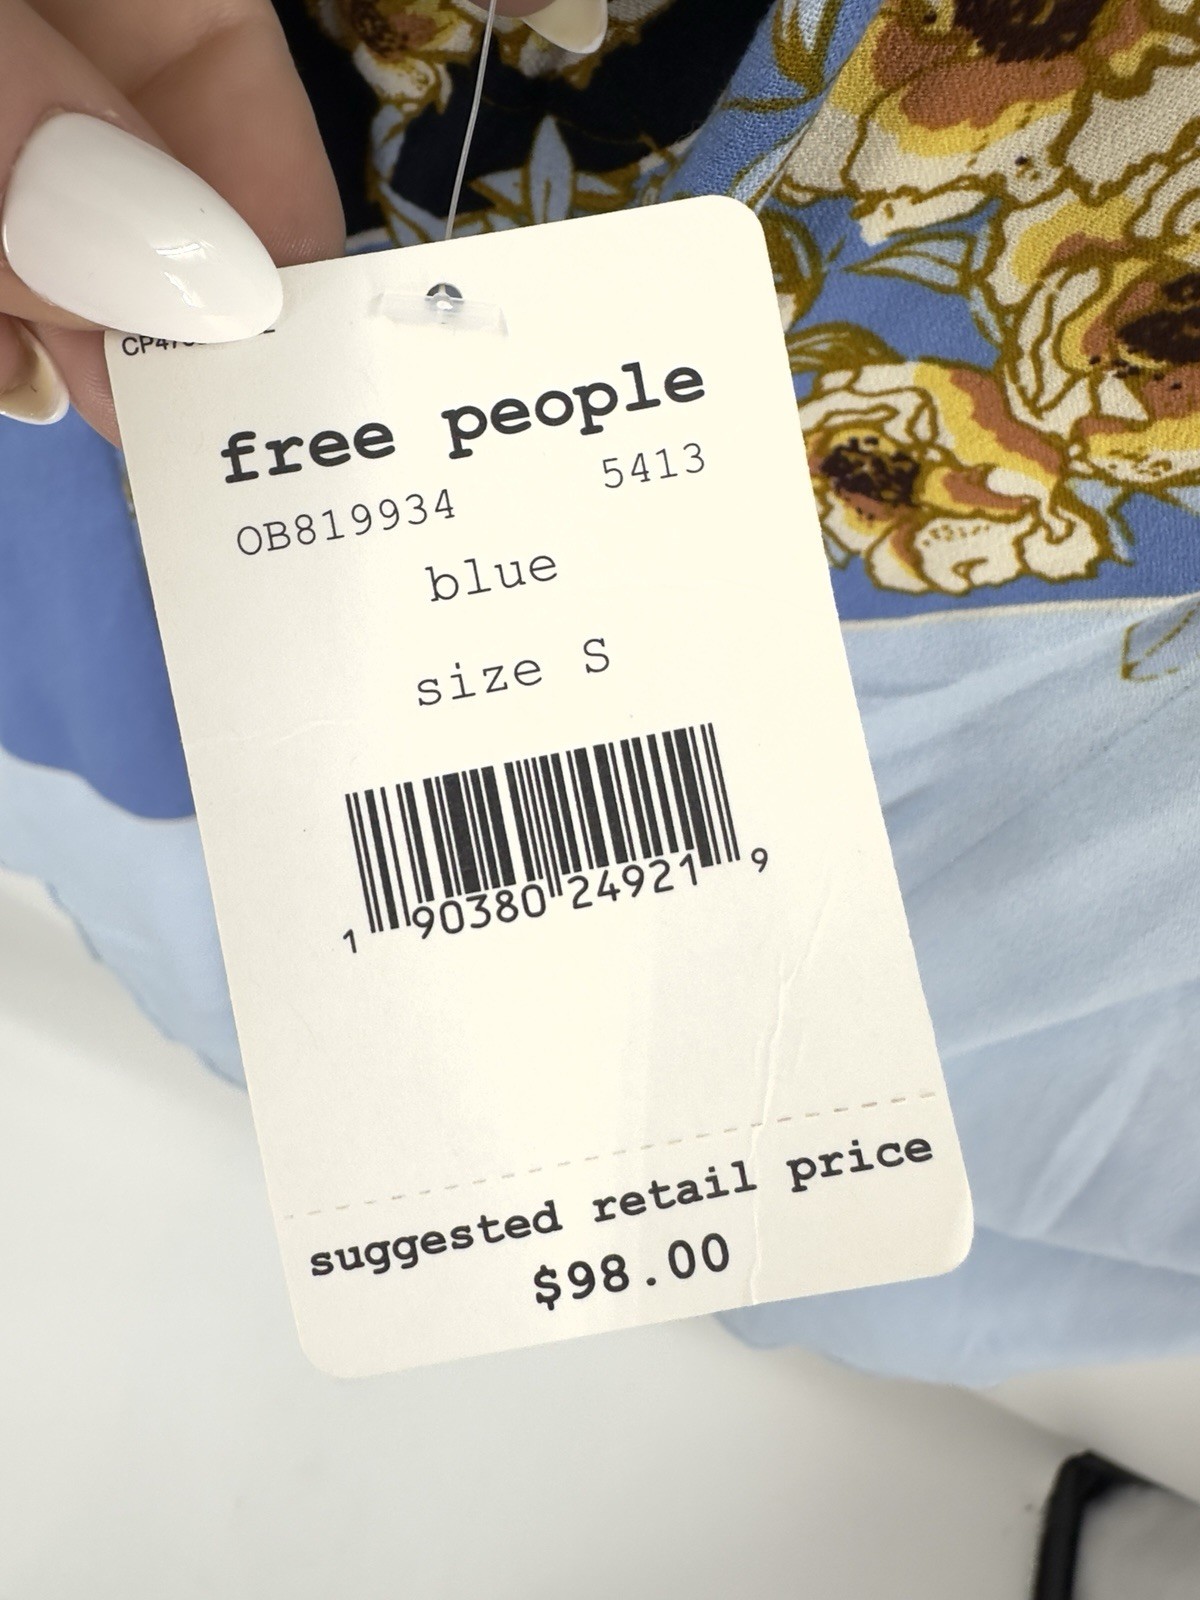 free people
OB819934 5413
blue
size S
1 90380 24921 9
suggested retail price
$98.00